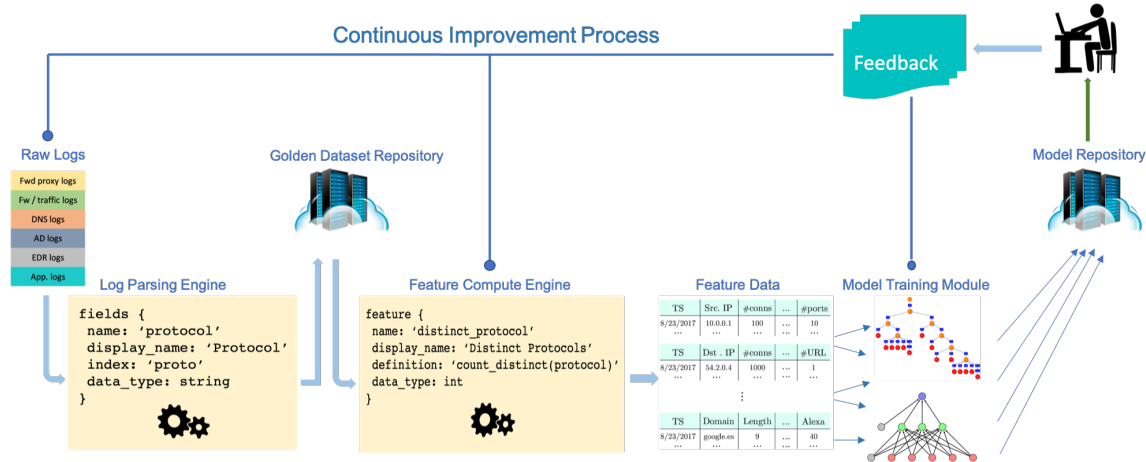 Continuous Improvement Process
Feedback
Raw Logs
Fwd proxy logs
Fw / traffic logs
DNS logs
AD logs
EDR logs
App. logs
Golden Dataset Repository
Model Repository
Log Parsing Engine
fields {
name: ‘protocol’
display_name: ‘Protocol’
index: ‘proto’
data_type: string
}
Feature Compute Engine
feature {
name: ‘distinct_protocol’
display_name: ‘Distinct Protocols’
definition: ‘count_distinct(protocol)’
data_type: int
}
Feature Data
TS Src. IP #conns ... #ports
8/23/2017 10.0.0.1 100 ... 10
... ... ... ... ...
TS Dst . IP #conns ... #URL
8/23/2017 54.2.0.4 1000 ... 1
... ... ... ... ...
⋮
TS Domain Length ... Alexa
8/23/2017 google.es 9 ... 40
... ... ... ... ...
Model Training Module